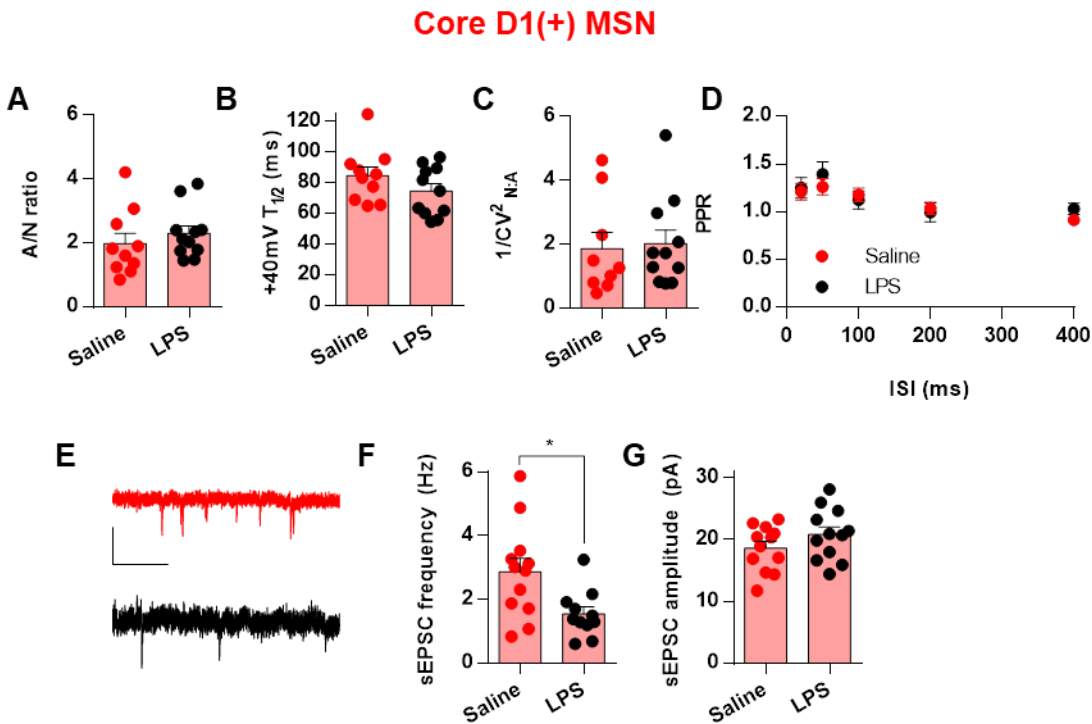 Core D1(+) MSN
A
A/N ratio
6
4
2
0
Saline
LPS
B
+40mV T1/2 (ms)
120
100
80
60
40
20
0
Saline
LPS
C
1/CV2 N:A
6
4
2
0
Saline
LPS
D
PPR
2.0
1.5
1.0
0.5
0.0
Saline
LPS
0
100
200
300
400
ISI (ms)
E
F
sEPSC frequency (Hz)
6
4
2
0
*
Saline
LPS
G
sEPSC amplitude (pA)
30
20
10
0
Saline
LPS